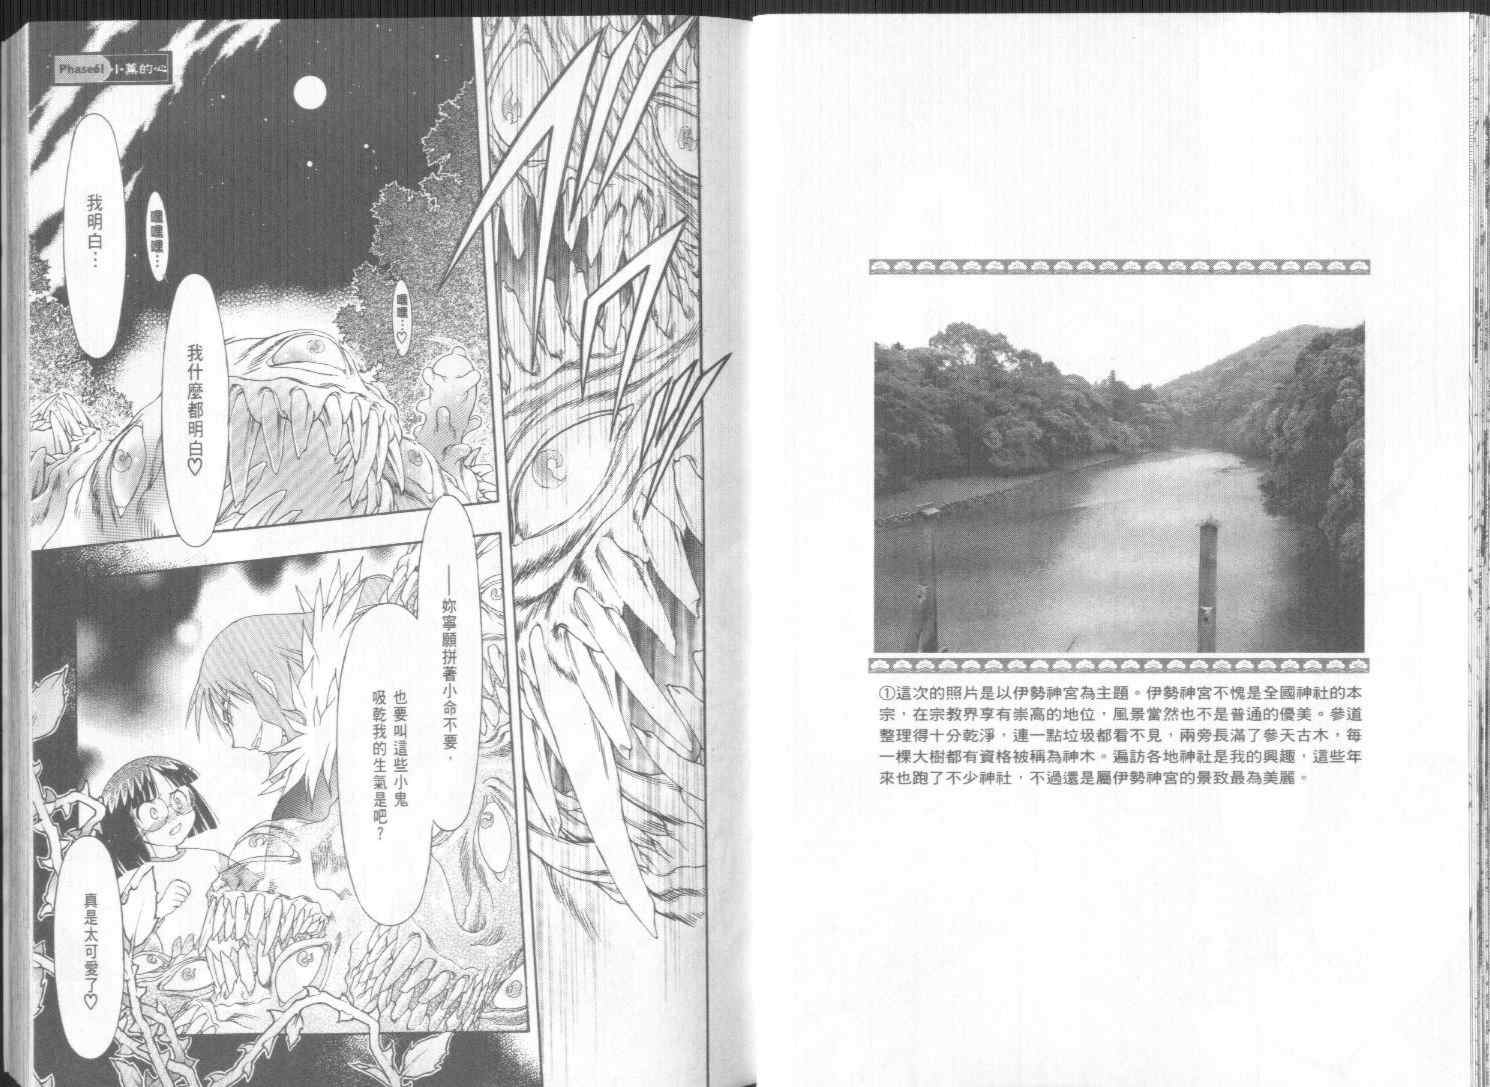 ①這次的照片是以伊勢神宮為主題。伊勢神宮不愧是全國神社的本
宗，在宗教界享有崇高的地位，風景當然也不是普通的優美。參道
整理得十分乾淨，連一點垃圾都看不見，兩旁長滿了參天古木，每
一棵大樹都有資格被稱為神木。遍訪各地神社是我的興趣，這些年
來也跑了不少神社，不過還是屬伊勢神宮的景致最為美麗。
Phase61 小薰的心
嘿嘿…♡
嘿嘿嘿…
我明白…
我什麼都明白♡
——妳寧願拼著小命不要，
也要叫這些小鬼
吸乾我的生氣是吧？
真是太可愛了♡